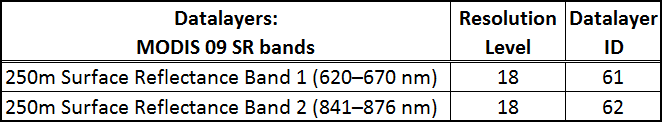 Datalayers: Resolution Datalayer
MODIS 09 SR bands Level ID
250m Surface Reflectance Band 1 (620–670 nm) 18 61
250m Surface Reflectance Band 2 (841–876 nm) 18 62